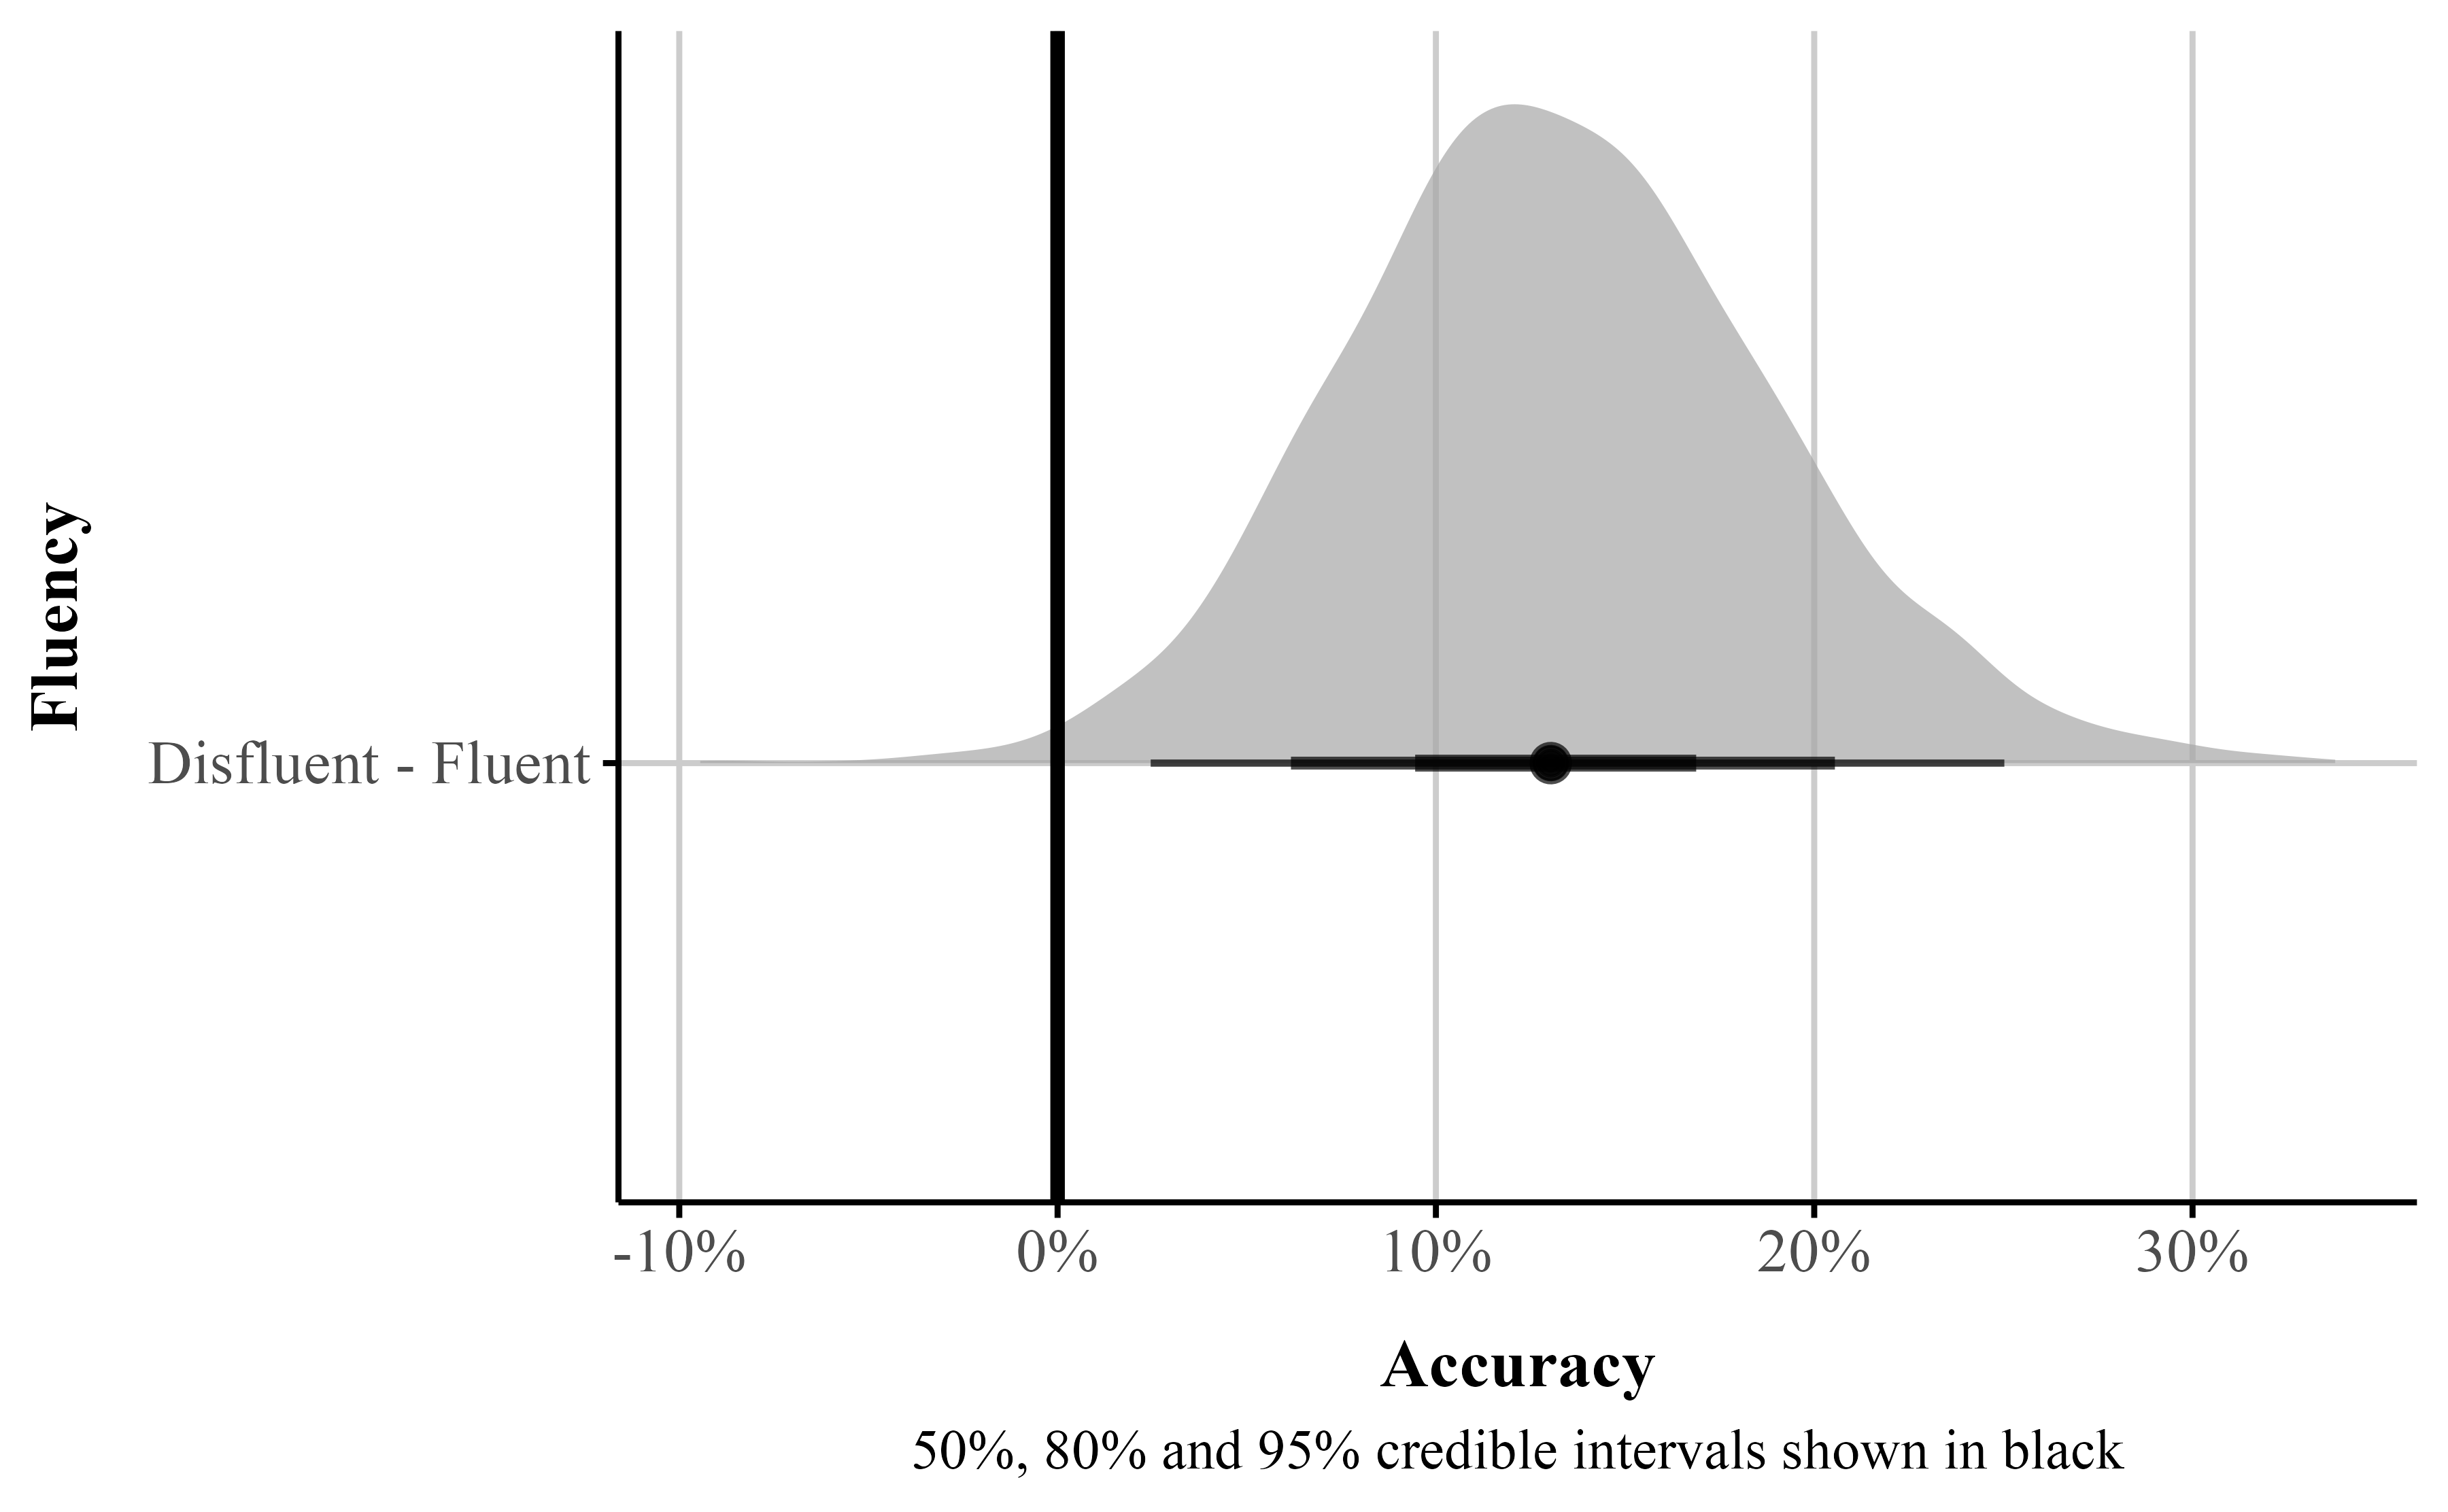 Fluency
Disfluent - Fluent
-10%
0%
10%
20%
30%
Accuracy
50%, 80% and 95% credible intervals shown in black